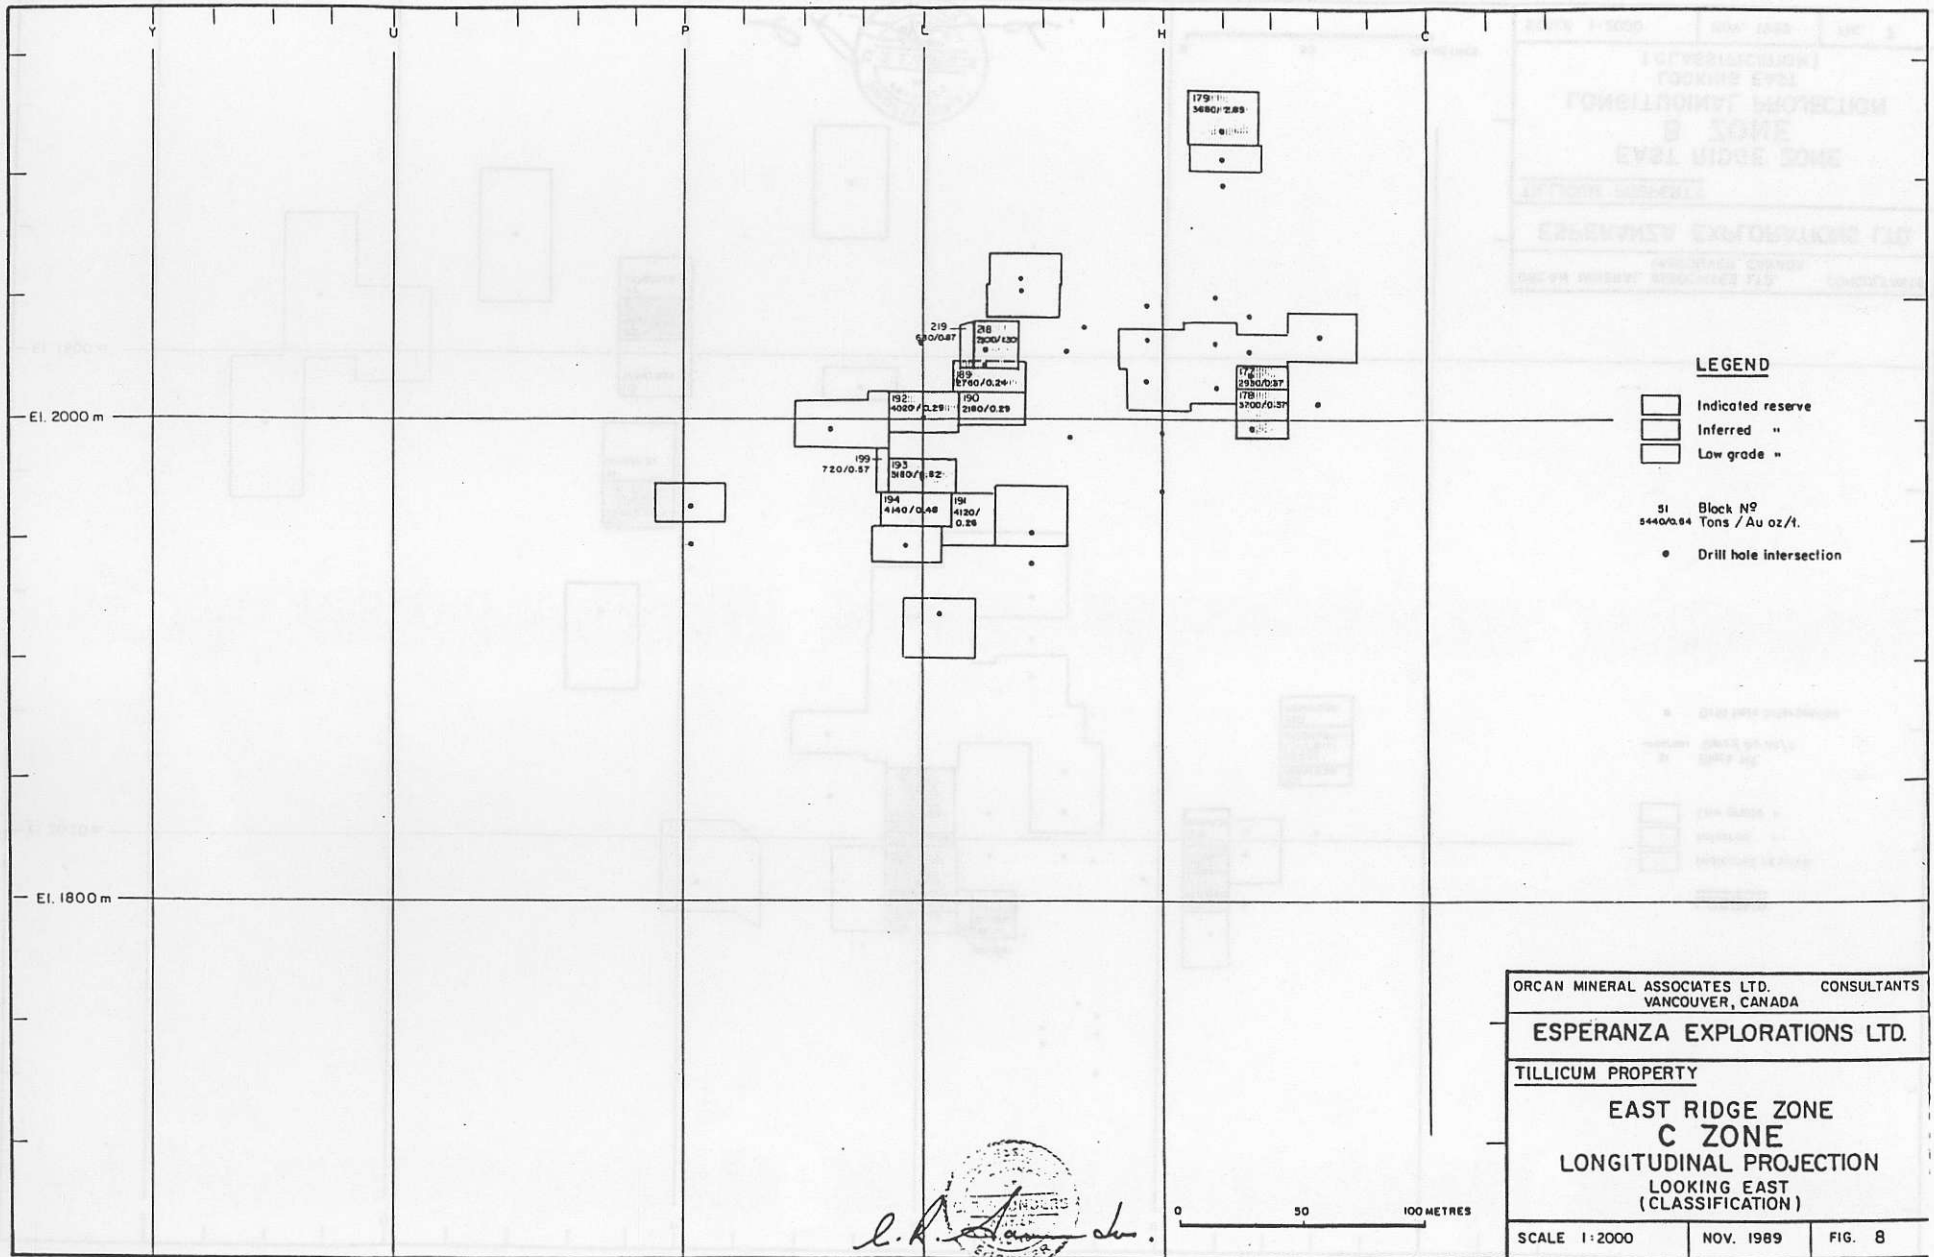 Y U P L H C
179
3680/2.89
219
630/0.87
218
189
2760/0.24
192
4020/0.29
190
2180/0.29
177
2930/0.37
178
3700/0.37
El. 2000 m
199
720/0.57
193
194
4140/0.46
191
4120/
0.26
El. 1800 m
LEGEND
Indicated reserve
Inferred "
Low grade "
51 Block Nº
5440/0.64 Tons / Au oz/t.
Drill hole intersection
ORCAN MINERAL ASSOCIATES LTD. CONSULTANTS
VANCOUVER, CANADA
ESPERANZA EXPLORATIONS LTD.
TILLICUM PROPERTY
EAST RIDGE ZONE
C ZONE
LONGITUDINAL PROJECTION
LOOKING EAST
(CLASSIFICATION)
SCALE 1:2000 NOV. 1989 FIG. 8
0 50 100 METRES